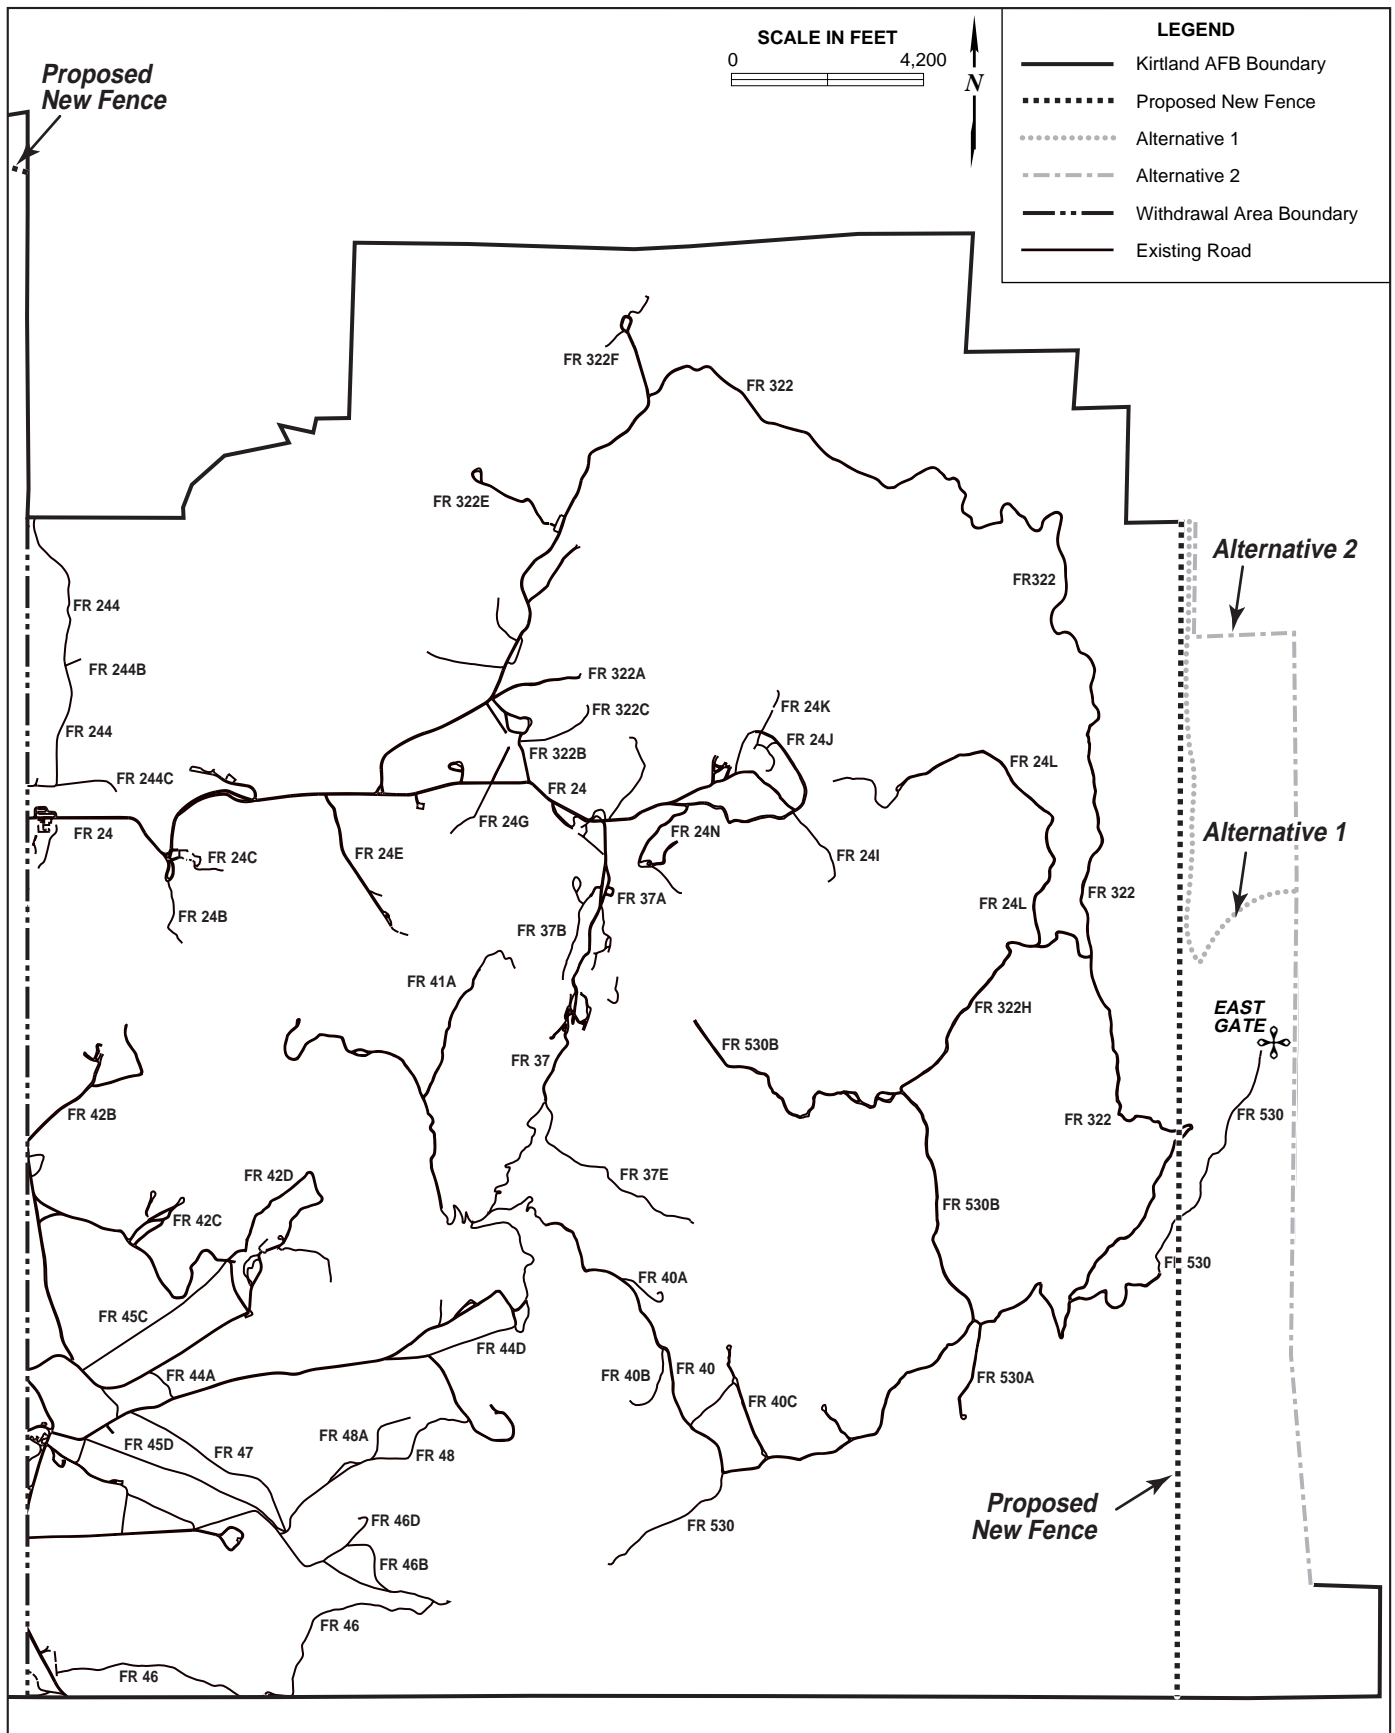 SCALE IN FEET
0 4,200
N
LEGEND
Kirtland AFB Boundary
Proposed New Fence
Alternative 1
Alternative 2
Withdrawal Area Boundary
Existing Road
Proposed
New Fence
FR 322F
FR 322
FR 322E
Alternative 2
FR322
FR 244
FR 244B
FR 322A
FR 322C
FR 24K
FR 244
FR 24J
FR 322B
FR 24L
FR 244C
FR 24
FR 24G
FR 24
FR 24N
Alternative 1
FR 24C
FR 24E
FR 24I
FR 322
FR 37A
FR 24L
FR 24B
FR 37B
FR 41A
FR 322H
EAST
GATE
FR 530B
FR 37
FR 42B
FR 530
FR 322
FR 42D
FR 37E
FR 530B
FR 42C
FR 530
FR 40A
FR 45C
FR 44D
FR 44A
FR 40B
FR 40
FR 530A
FR 40C
FR 48A
FR 45D
FR 47
FR 48
Proposed
New Fence
FR 46D
FR 530
FR 46B
FR 46
FR 46